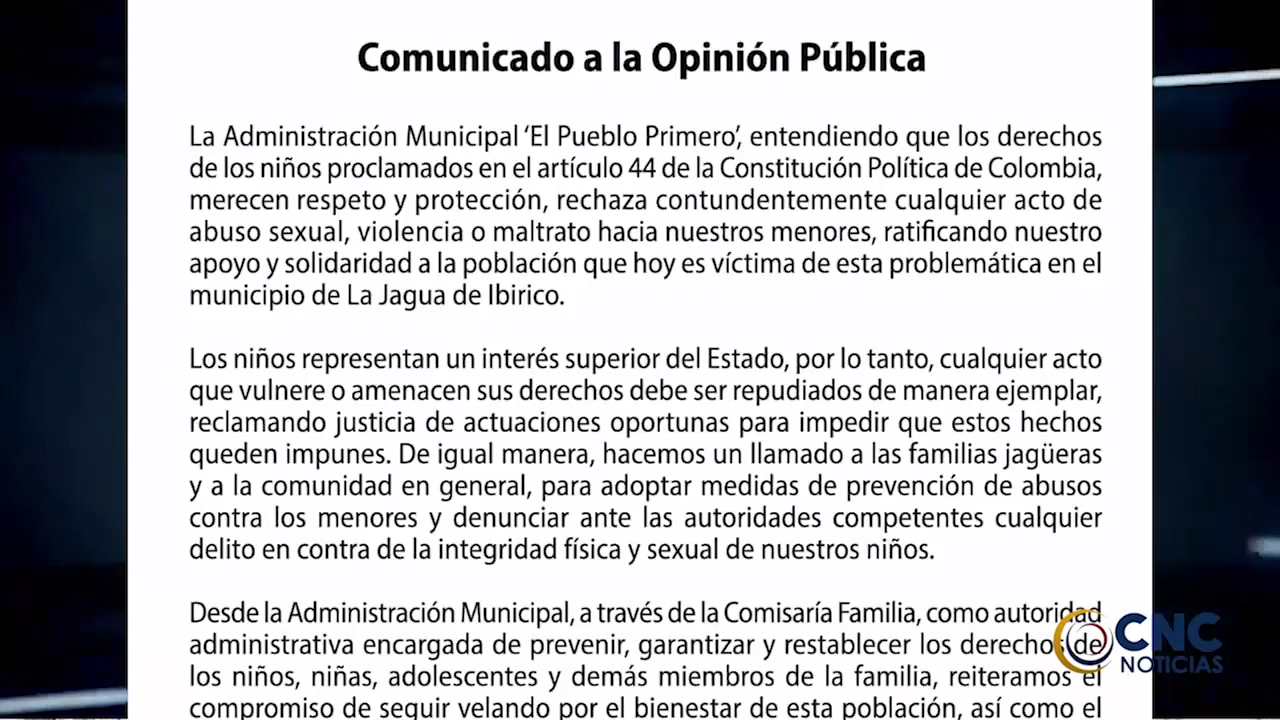 Comunicado a la Opinión Pública
La Administración Municipal ‘El Pueblo Primero’, entendiendo que los derechos
de los niños proclamados en el artículo 44 de la Constitución Política de Colombia,
merecen respeto y protección, rechaza contundentemente cualquier acto de
abuso sexual, violencia o maltrato hacia nuestros menores, ratificando nuestro
apoyo y solidaridad a la población que hoy es víctima de esta problemática en el
municipio de La Jagua de Ibirico.
Los niños representan un interés superior del Estado, por lo tanto, cualquier acto
que vulnere o amenacen sus derechos debe ser repudiados de manera ejemplar,
reclamando justicia de actuaciones oportunas para impedir que estos hechos
queden impunes. De igual manera, hacemos un llamado a las familias jagüeras
y a la comunidad en general, para adoptar medidas de prevención de abusos
contra los menores y denunciar ante las autoridades competentes cualquier
delito en contra de la integridad física y sexual de nuestros niños.
Desde la Administración Municipal, a través de la Comisaría Familia, como autoridad
administrativa encargada de prevenir, garantizar y restablecer los derechos de
los niños, niñas, adolescentes y demás miembros de la familia, reiteramos el
compromiso de seguir velando por el bienestar de esta población, así como el
CNC
NOTICIAS